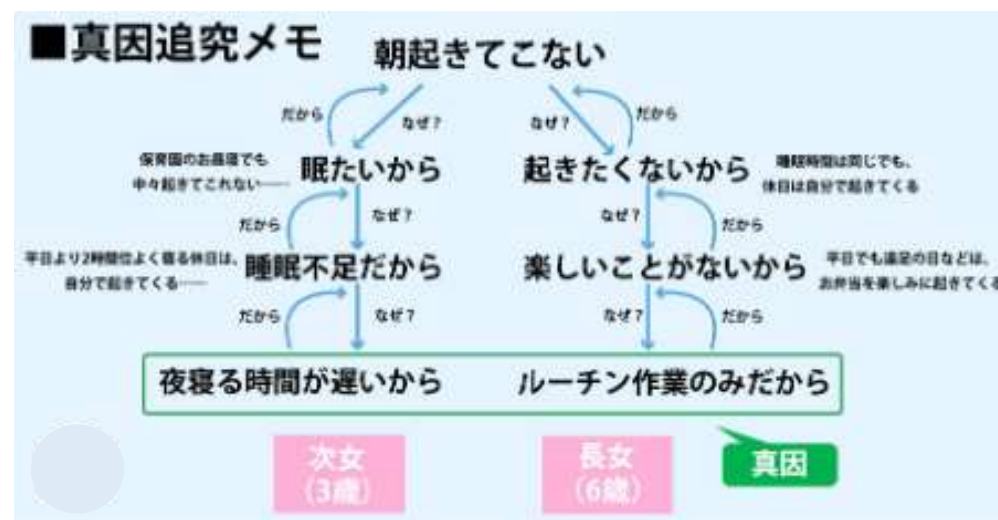 ■真因追究メモ
朝起きてこない
だから
なぜ？
なぜ？
だから
保育園のお昼寝でも
中々起きてこれない……
眠たいから
起きたくないから
睡眠時間は同じでも、
休日は自分で起きてくる
だから
なぜ？
なぜ？
だから
平日より2時間位よく寝る休日は、
自分で起きてくる……
睡眠不足だから
楽しいことがないから
平日でも遠足の日などは、
お弁当を楽しみに起きてくる
だから
なぜ？
なぜ？
だから
夜寝る時間が遅いから
ルーチン作業のみだから
次女
(3歳)
長女
(6歳)
真因